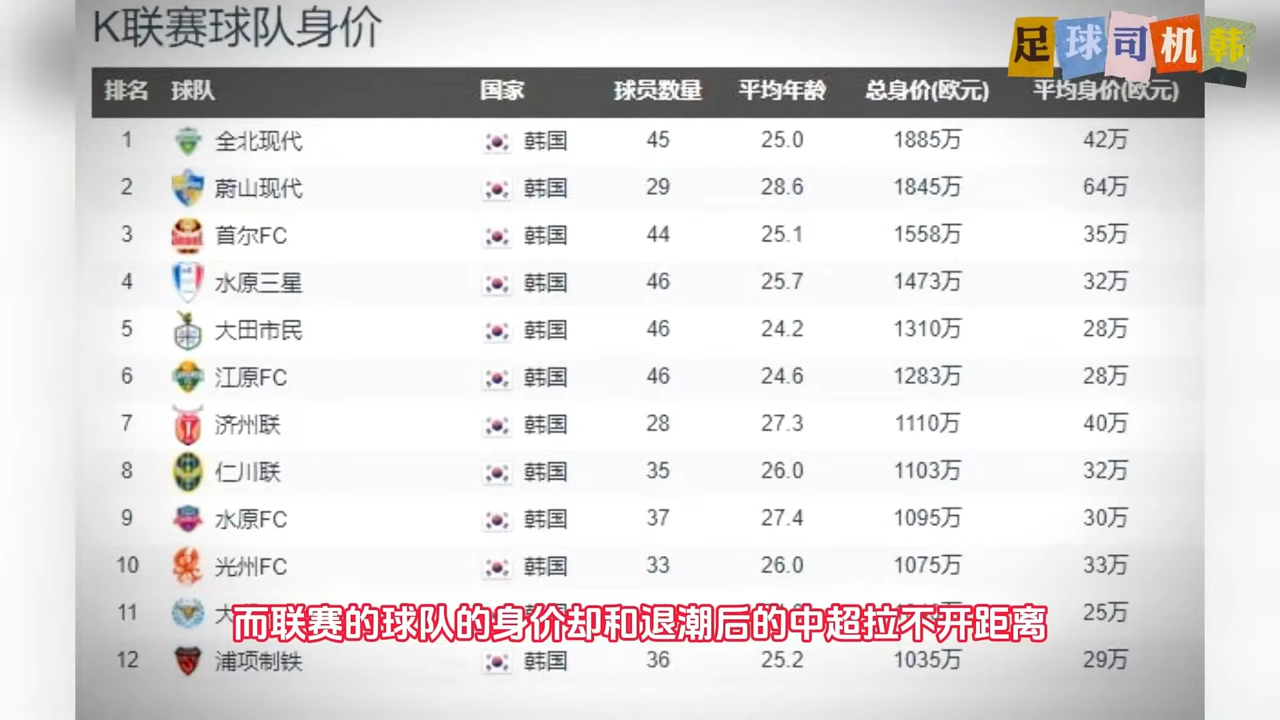 K联赛球队身价
足球司机韩
排名 球队 国家 球员数量 平均年龄 总身价(欧元) 平均身价(欧元)
1 全北现代 韩国 45 25.0 1885万 42万
2 蔚山现代 韩国 29 28.6 1845万 64万
3 首尔FC 韩国 44 25.1 1558万 35万
4 水原三星 韩国 46 25.7 1473万 32万
5 大田市民 韩国 46 24.2 1310万 28万
6 江原FC 韩国 46 24.6 1283万 28万
7 济州联 韩国 28 27.3 1110万 40万
8 仁川联 韩国 35 26.0 1103万 32万
9 水原FC 韩国 37 27.4 1095万 30万
10 光州FC 韩国 33 26.0 1075万 33万
11 大 25万
而联赛的球队的身价却和退潮后的中超拉不开距离
12 浦项制铁 韩国 36 25.2 1035万 29万